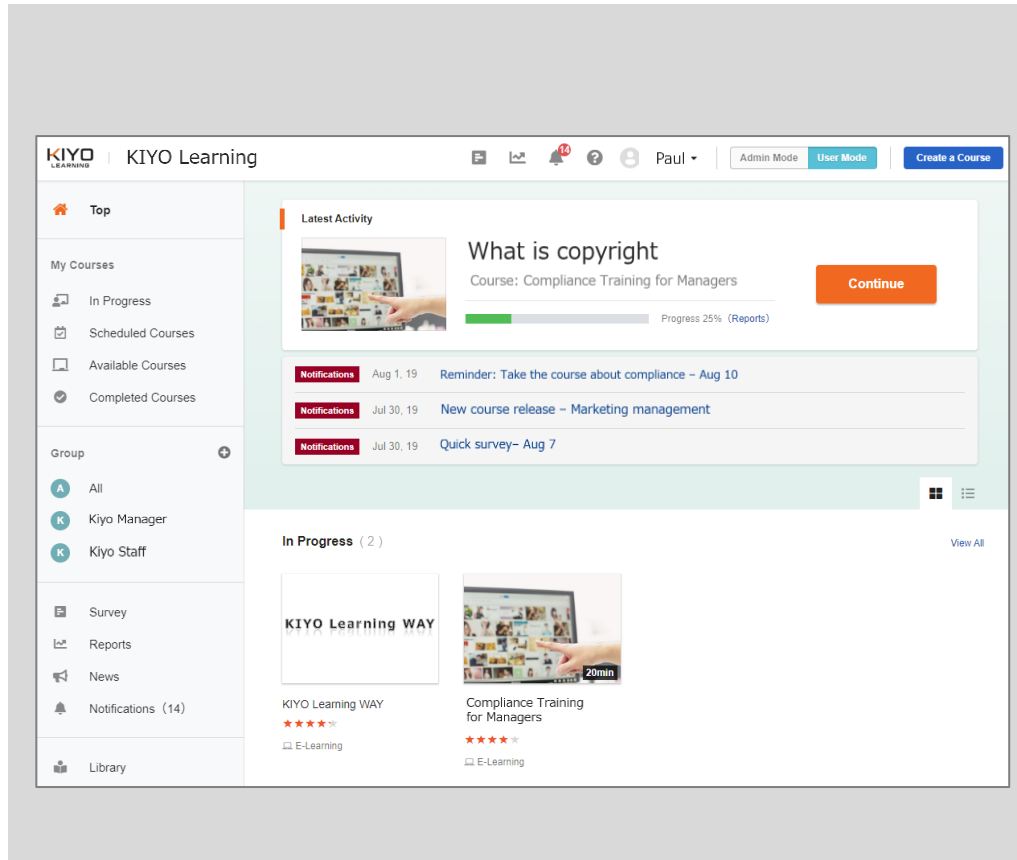 KIYO
LEARNING
KIYO Learning
14
Paul
Admin Mode
User Mode
Create a Course
Top
My Courses
In Progress
Scheduled Courses
Available Courses
Completed Courses
Group
A All
K Kiyo Manager
K Kiyo Staff
Survey
Reports
News
Notifications (14)
Library
Latest Activity
What is copyright
Course: Compliance Training for Managers
Progress 25% (Reports)
Continue
Notifications Aug 1, 19 Reminder: Take the course about compliance – Aug 10
Notifications Jul 30, 19 New course release – Marketing management
Notifications Jul 30, 19 Quick survey– Aug 7
In Progress ( 2 )
View All
KIYO Learning WAY
KIYO Learning WAY
E-Learning
20min
Compliance Training
for Managers
E-Learning